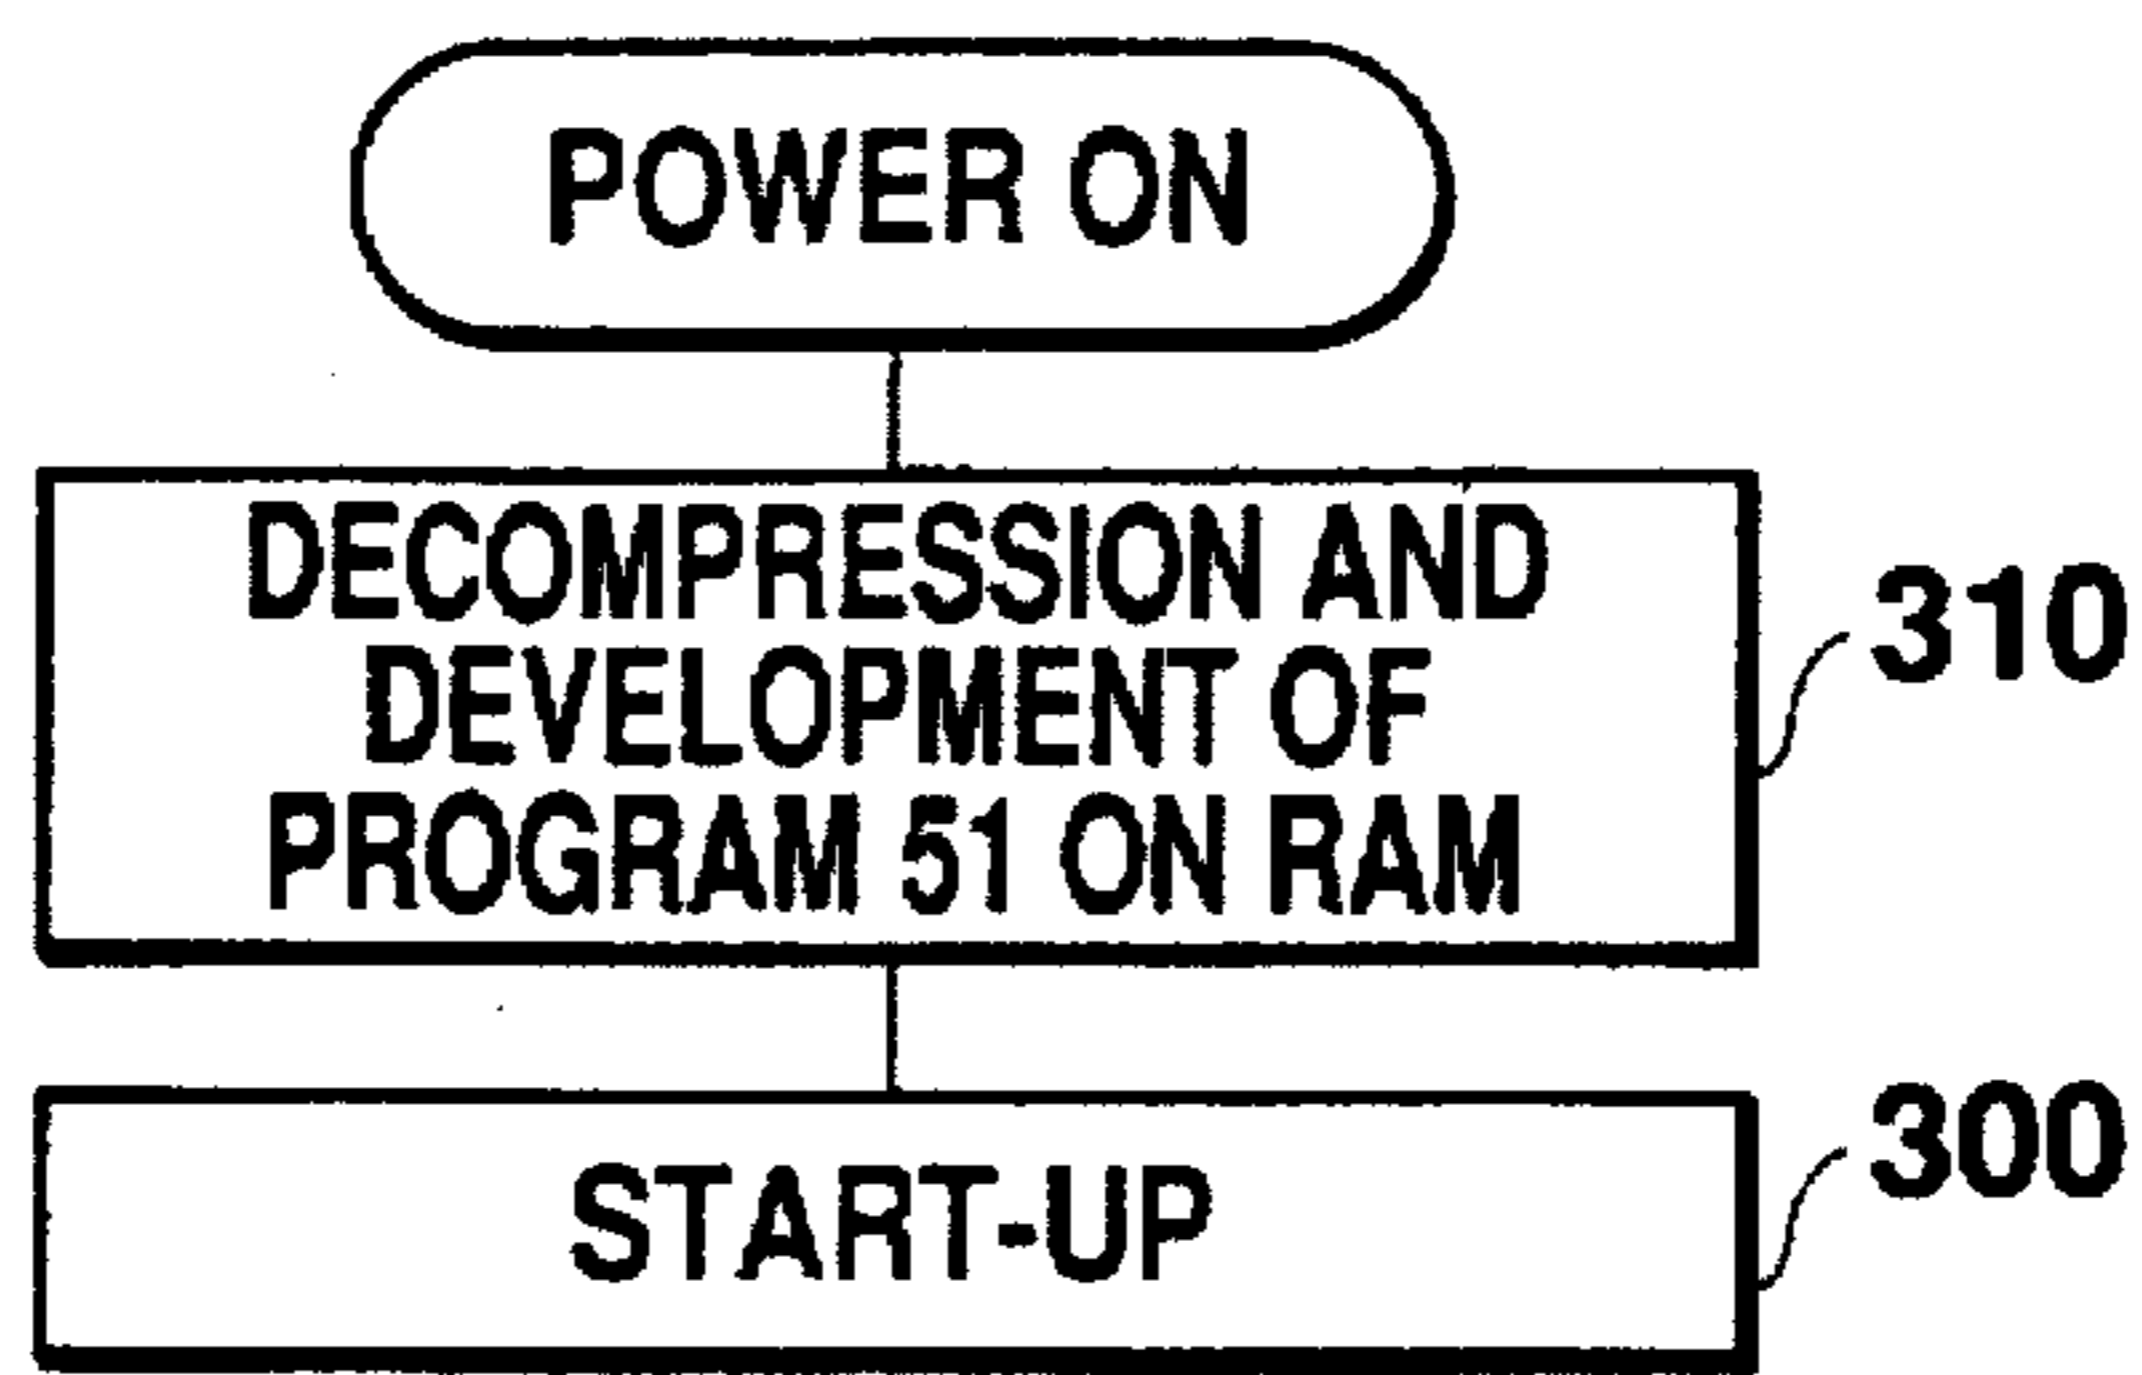 POWER ON
DECOMPRESSION AND
DEVELOPMENT OF
PROGRAM 51 ON RAM
310
START-UP
300